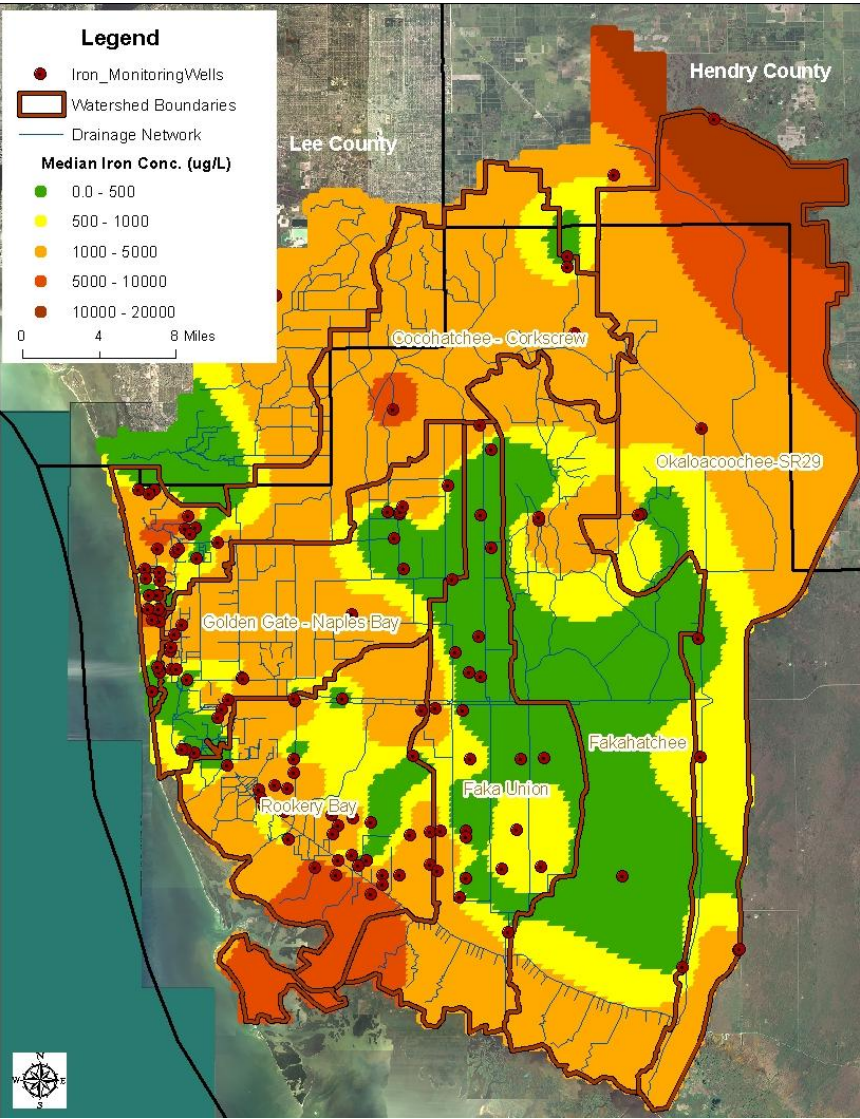 Legend
Iron_MonitoringWells
Watershed Boundaries
Drainage Network
Median Iron Conc. (ug/L)
0.0 - 500
500 - 1000
1000 - 5000
5000 - 10000
10000 - 20000
0 4 8 Miles
Hendry County
Lee County
Cocohatchee - Corkscrew
Okaloacoochee-SR29
Golden Gate - Naples Bay
Fakahatchee
Faka Union
Rookery Bay
N
W E
S